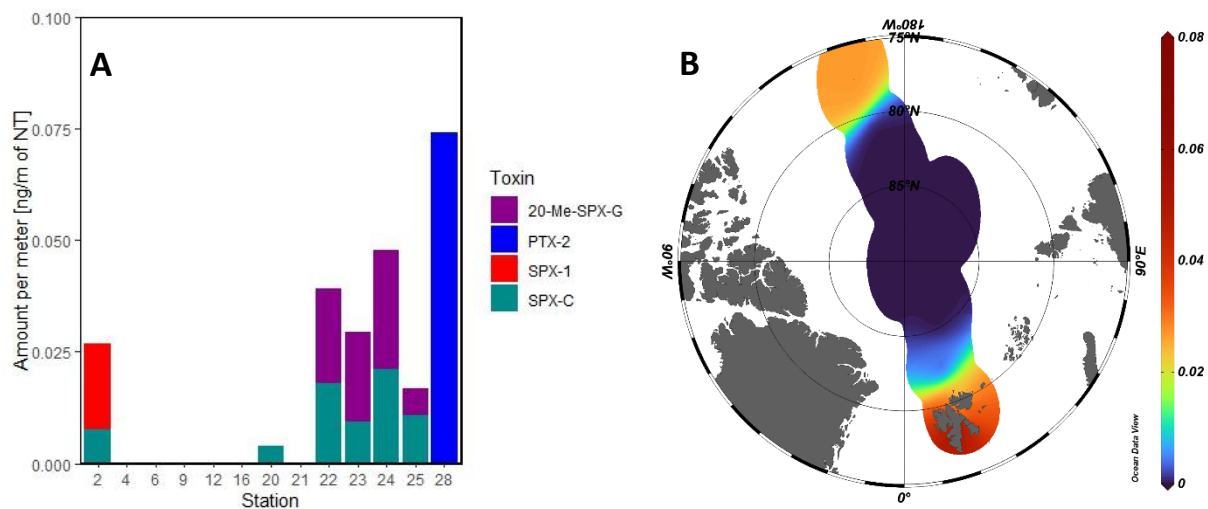 A
Amount per meter [ng/m of NT]
0.100
0.075
0.050
0.025
0.000
2 4 6 9 12 16 20 21 22 23 24 25 28
Station
Toxin
20-Me-SPX-G
PTX-2
SPX-1
SPX-C
B
180°W
75°N
80°N
85°N
90°W
90°E
0°
Ocean Data View
0.08
0.06
0.04
0.02
0